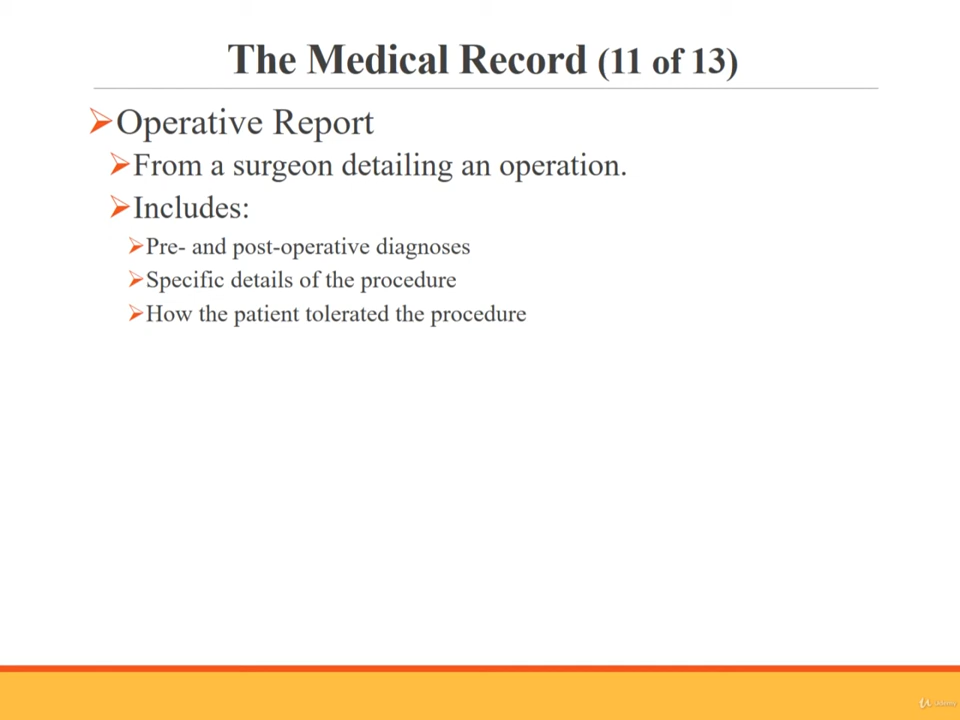 The Medical Record (11 of 13)
Operative Report
From a surgeon detailing an operation.
Includes:
Pre- and post-operative diagnoses
Specific details of the procedure
How the patient tolerated the procedure
Udemy